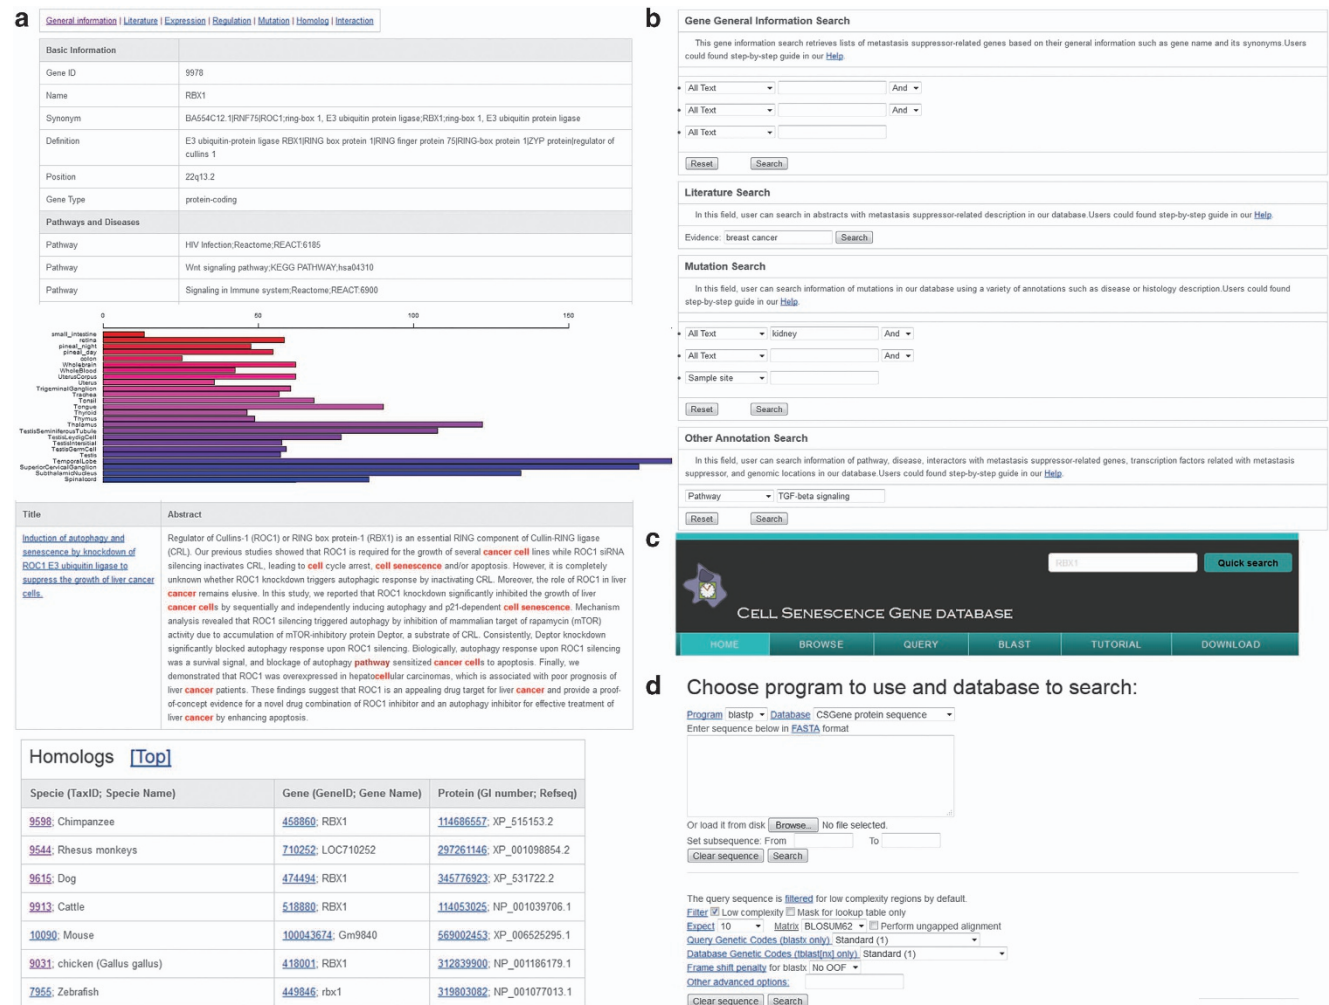 a
General information | Literature | Expression | Regulation | Mutation | Homolog | Interaction
Basic Information
Gene ID 9978
Name RBX1
Synonym BA554C12.1|RNF75|ROC1;ring-box 1, E3 ubiquitin protein ligase;RBX1;ring-box 1, E3 ubiquitin protein ligase
Definition E3 ubiquitin-protein ligase RBX1|RING box protein 1|RING finger protein 75|RING-box protein 1|ZYP protein|regulator of
cullins 1
Position 22q13.2
Gene Type protein-coding
Pathways and Diseases
Pathway HIV Infection;Reactome;REACT:6185
Pathway Wnt signaling pathway;KEGG PATHWAY;hsa04310
Pathway Signaling in Immune system;Reactome;REACT:6900
0 50 100 150
small_intestine
retina
pineal_night
pineal_day
colon
Wholebrain
WholeBlood
UterusCorpus
Uterus
TrigeminalGanglion
Trachea
Tonsil
Tongue
Thyroid
Thymus
Thalamus
TestisSeminiferousTubule
TestisLeydigCell
TestisIntersitial
TestisGermCell
Testis
TemporalLobe
SuperiorCervicalGanglion
SubthalamicNucleus
Spinalcord
Title Abstract
Induction of autophagy and
senescence by knockdown of
ROC1 E3 ubiquitin ligase to
suppress the growth of liver cancer
cells.
Regulator of Cullins-1 (ROC1) or RING box protein-1 (RBX1) is an essential RING component of Cullin-RING ligase
(CRL). Our previous studies showed that ROC1 is required for the growth of several cancer cell lines while ROC1 siRNA
silencing inactivates CRL, leading to cell cycle arrest, cell senescence and/or apoptosis. However, it is completely
unknown whether ROC1 knockdown triggers autophagic response by inactivating CRL. Moreover, the role of ROC1 in liver
cancer remains elusive. In this study, we reported that ROC1 knockdown significantly inhibited the growth of liver
cancer cells by sequentially and independently inducing autophagy and p21-dependent cell senescence. Mechanism
analysis revealed that ROC1 silencing triggered autophagy by inhibition of mammalian target of rapamycin (mTOR)
activity due to accumulation of mTOR-inhibitory protein Deptor, a substrate of CRL. Consistently, Deptor knockdown
significantly blocked autophagy response upon ROC1 silencing. Biologically, autophagy response upon ROC1 silencing
was a survival signal, and blockage of autophagy pathway sensitized cancer cells to apoptosis. Finally, we
demonstrated that ROC1 was overexpressed in hepatocellular carcinomas, which is associated with poor prognosis of
liver cancer patients. These findings suggest that ROC1 is an appealing drug target for liver cancer and provide a proof-
of-concept evidence for a novel drug combination of ROC1 inhibitor and an autophagy inhibitor for effective treatment of
liver cancer by enhancing apoptosis.
Homologs [Top]
Specie (TaxID; Specie Name) Gene (GeneID; Gene Name) Protein (GI number; Refseq)
9598; Chimpanzee 458860; RBX1 114686557; XP_515153.2
9544; Rhesus monkeys 710252; LOC710252 297261146; XP_001098854.2
9615; Dog 474494; RBX1 345776923; XP_531722.2
9913; Cattle 518880; RBX1 114053025; NP_001039706.1
10090; Mouse 100043674; Gm9840 569002453; XP_006525295.1
9031; chicken (Gallus gallus) 418001; RBX1 312839900; NP_001186179.1
7955; Zebrafish 449846; rbx1 319803082; NP_001077013.1
b
Gene General Information Search
This gene information search retrieves lists of metastasis suppressor-related genes based on their general information such as gene name and its synonyms.Users
could found step-by-step guide in our Help.
All Text And
All Text And
All Text
Reset Search
Literature Search
In this field, user can search in abstracts with metastasis suppressor-related description in our database.Users could found step-by-step guide in our Help.
Evidence: breast cancer Search
Mutation Search
In this field, user can search information of mutations in our database using a variety of annotations such as disease or histology description.Users could found
step-by-step guide in our Help.
All Text kidney And
All Text And
Sample site
Reset Search
Other Annotation Search
In this field, user can search information of pathway, disease, interactors with metastasis suppressor-related genes, transcription factors related with metastasis
suppressor, and genomic locations in our database.Users could found step-by-step guide in our Help.
Pathway TGF-beta signaling
Reset Search
c
RBX1 Quick search
CELL SENESCENCE GENE DATABASE
HOME BROWSE QUERY BLAST TUTORIAL DOWNLOAD
d
Choose program to use and database to search:
Program blastp Database CSGene protein sequence
Enter sequence below in FASTA format
Or load it from disk Browse... No file selected.
Set subsequence: From To
Clear sequence Search
The query sequence is filtered for low complexity regions by default.
Filter Low complexity Mask for lookup table only
Expect 10 Matrix BLOSUM62 Perform ungapped alignment
Query Genetic Codes (blastx only) Standard (1)
Database Genetic Codes (tblast[nx] only) Standard (1)
Frame shift penalty for blastx No OOF
Other advanced options:
Clear sequence Search